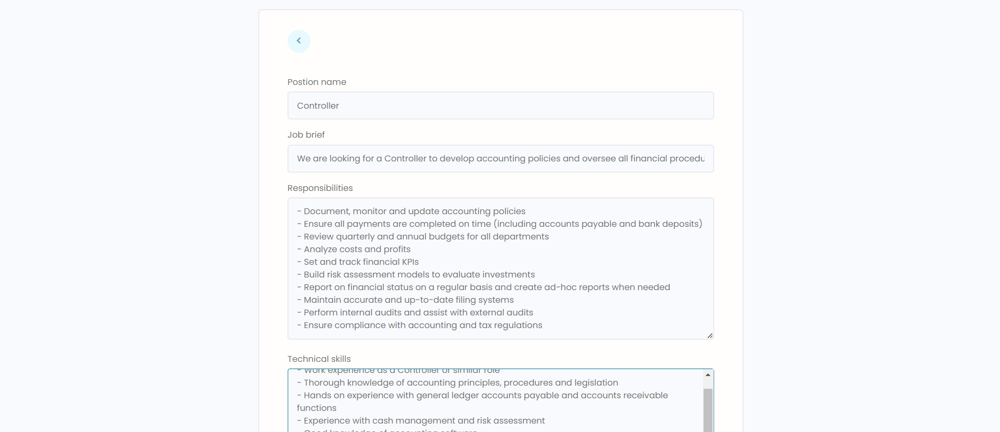 Postion name
Controller
Job brief
We are looking for a Controller to develop accounting policies and oversee all financial procedu
Responsibilities
- Document, monitor and update accounting policies
- Ensure all payments are completed on time (including accounts payable and bank deposits)
- Review quarterly and annual budgets for all departments
- Analyze costs and profits
- Set and track financial KPIs
- Build risk assessment models to evaluate investments
- Report on financial status on a regular basis and create ad-hoc reports when needed
- Maintain accurate and up-to-date filing systems
- Perform internal audits and assist with external audits
- Ensure compliance with accounting and tax regulations
Technical skills
- Work experience as a Controller or similar role
- Thorough knowledge of accounting principles, procedures and legislation
- Hands on experience with general ledger accounts payable and accounts receivable
functions
- Experience with cash management and risk assessment
- Good knowledge of accounting software